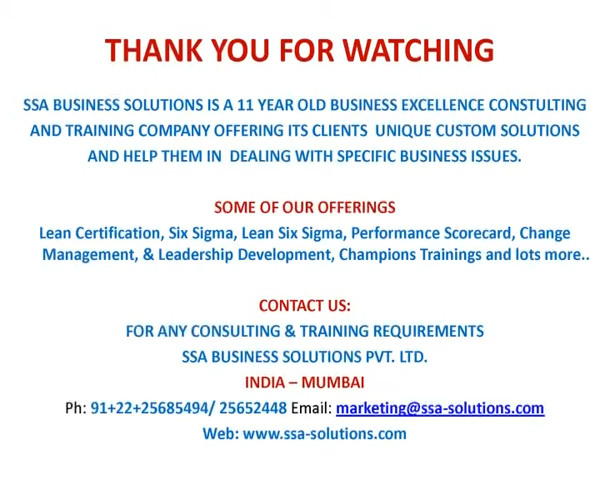 THANK YOU FOR WATCHING
SSA BUSINESS SOLUTIONS IS A 11 YEAR OLD BUSINESS EXCELLENCE CONSTULTING
AND TRAINING COMPANY OFFERING ITS CLIENTS UNIQUE CUSTOM SOLUTIONS
AND HELP THEM IN DEALING WITH SPECIFIC BUSINESS ISSUES.
SOME OF OUR OFFERINGS
Lean Certification, Six Sigma, Lean Six Sigma, Performance Scorecard, Change
Management, & Leadership Development, Champions Trainings and lots more..
CONTACT US:
FOR ANY CONSULTING & TRAINING REQUIREMENTS
SSA BUSINESS SOLUTIONS PVT. LTD.
INDIA – MUMBAI
Ph: 91+22+25685494/ 25652448 Email: marketing@ssa-solutions.com
Web: www.ssa-solutions.com